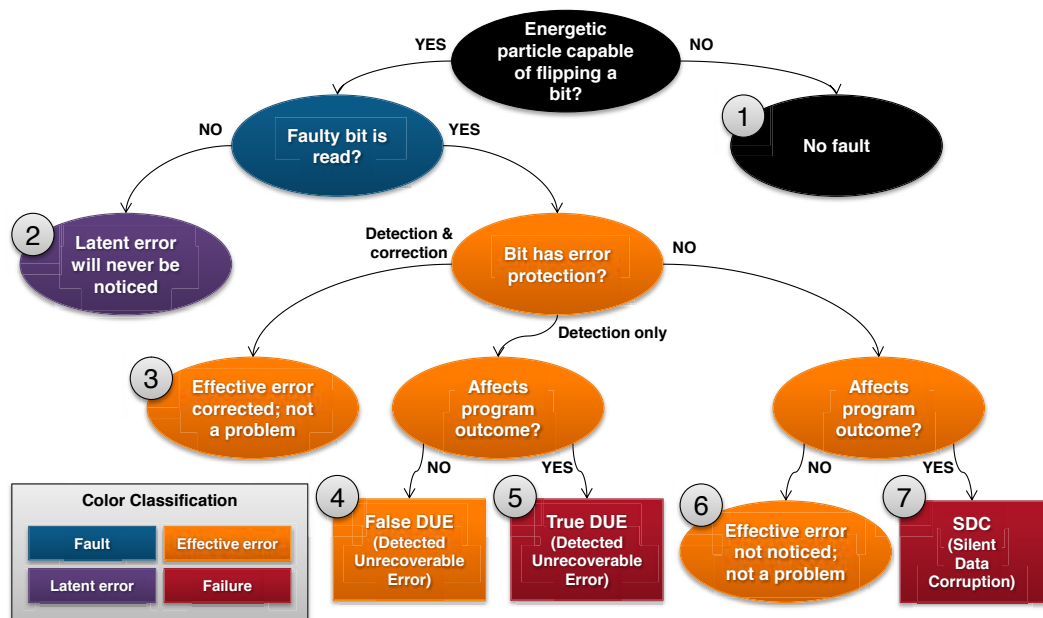 Energetic
particle capable
of flipping a
bit?
YES
NO
1
No fault
Faulty bit is
read?
NO
YES
2
Latent error
will never be
noticed
Detection &
correction
Bit has error
protection?
NO
Detection only
3
Effective error
corrected; not
a problem
Affects
program
outcome?
NO
YES
Affects
program
outcome?
NO
YES
4
False DUE
(Detected
Unrecoverable
Error)
5
True DUE
(Detected
Unrecoverable
Error)
6
Effective error
not noticed;
not a problem
7
SDC
(Silent
Data
Corruption)
Color Classification
Fault
Effective error
Latent error
Failure